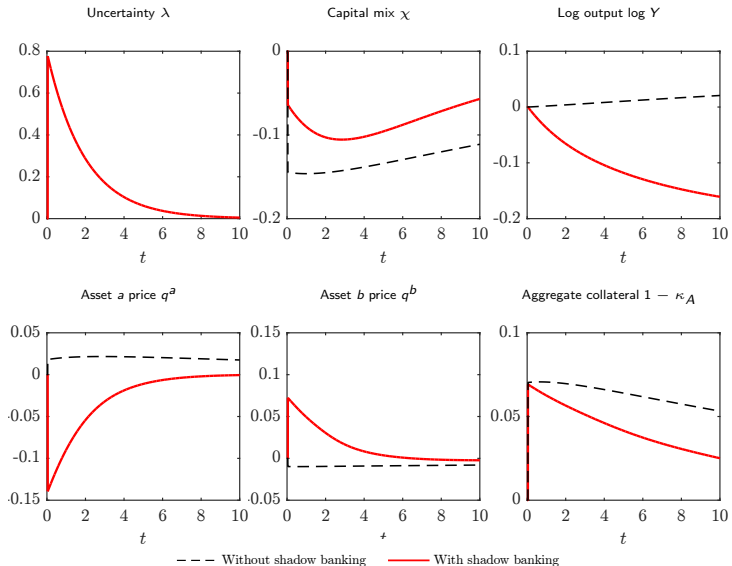 Uncertainty λ
Capital mix χ
Log output log Y
0.8
0.6
0.4
0.2
0
0 2 4 6 8 10
t
0
-0.1
-0.2
0 2 4 6 8 10
t
0.1
0
-0.1
-0.2
0 2 4 6 8 10
t
Asset a price qᵃ
Asset b price qᵇ
Aggregate collateral 1 − κ_A
0.05
0
-0.05
-0.1
-0.15
0 2 4 6 8 10
t
0.15
0.1
0.05
0
-0.05
0 2 4 6 8 10
0.1
0.05
0
0 2 4 6 8 10
t
Without shadow banking
With shadow banking